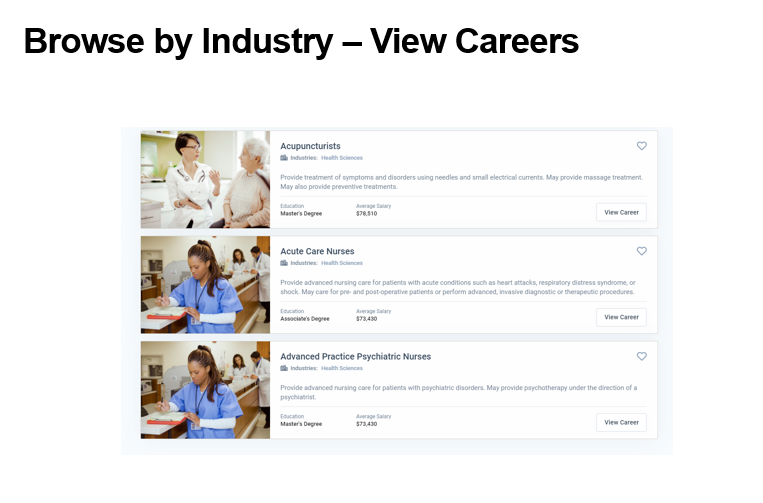 Browse by Industry – View Careers
Acupuncturists
Industries: Health Sciences
Provide treatment of symptoms and disorders using needles and small electrical currents. May provide massage treatment.
May also provide preventive treatments.
Education
Average Salary
Master's Degree
$78,510
View Career
Acute Care Nurses
Industries: Health Sciences
Provide advanced nursing care for patients with acute conditions such as heart attacks, respiratory distress syndrome, or
shock. May care for pre- and post-operative patients or perform advanced, invasive diagnostic or therapeutic procedures.
Education
Average Salary
Associate's Degree
$73,430
View Career
Advanced Practice Psychiatric Nurses
Industries: Health Sciences
Provide advanced nursing care for patients with psychiatric disorders. May provide psychotherapy under the direction of a
psychiatrist.
Education
Average Salary
Master's Degree
$73,430
View Career